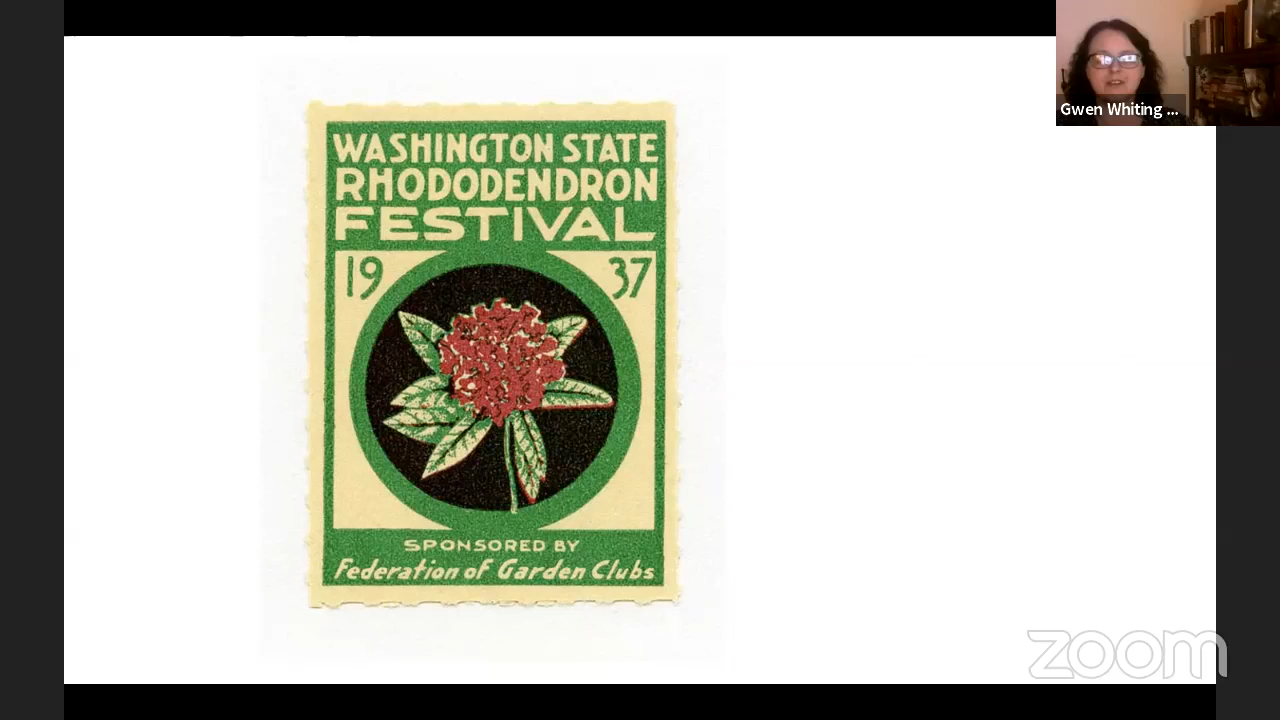 WASHINGTON STATE
RHODODENDRON
FESTIVAL
19 37
SPONSORED BY
Federation of Garden Clubs
Gwen Whiting ...
zoom